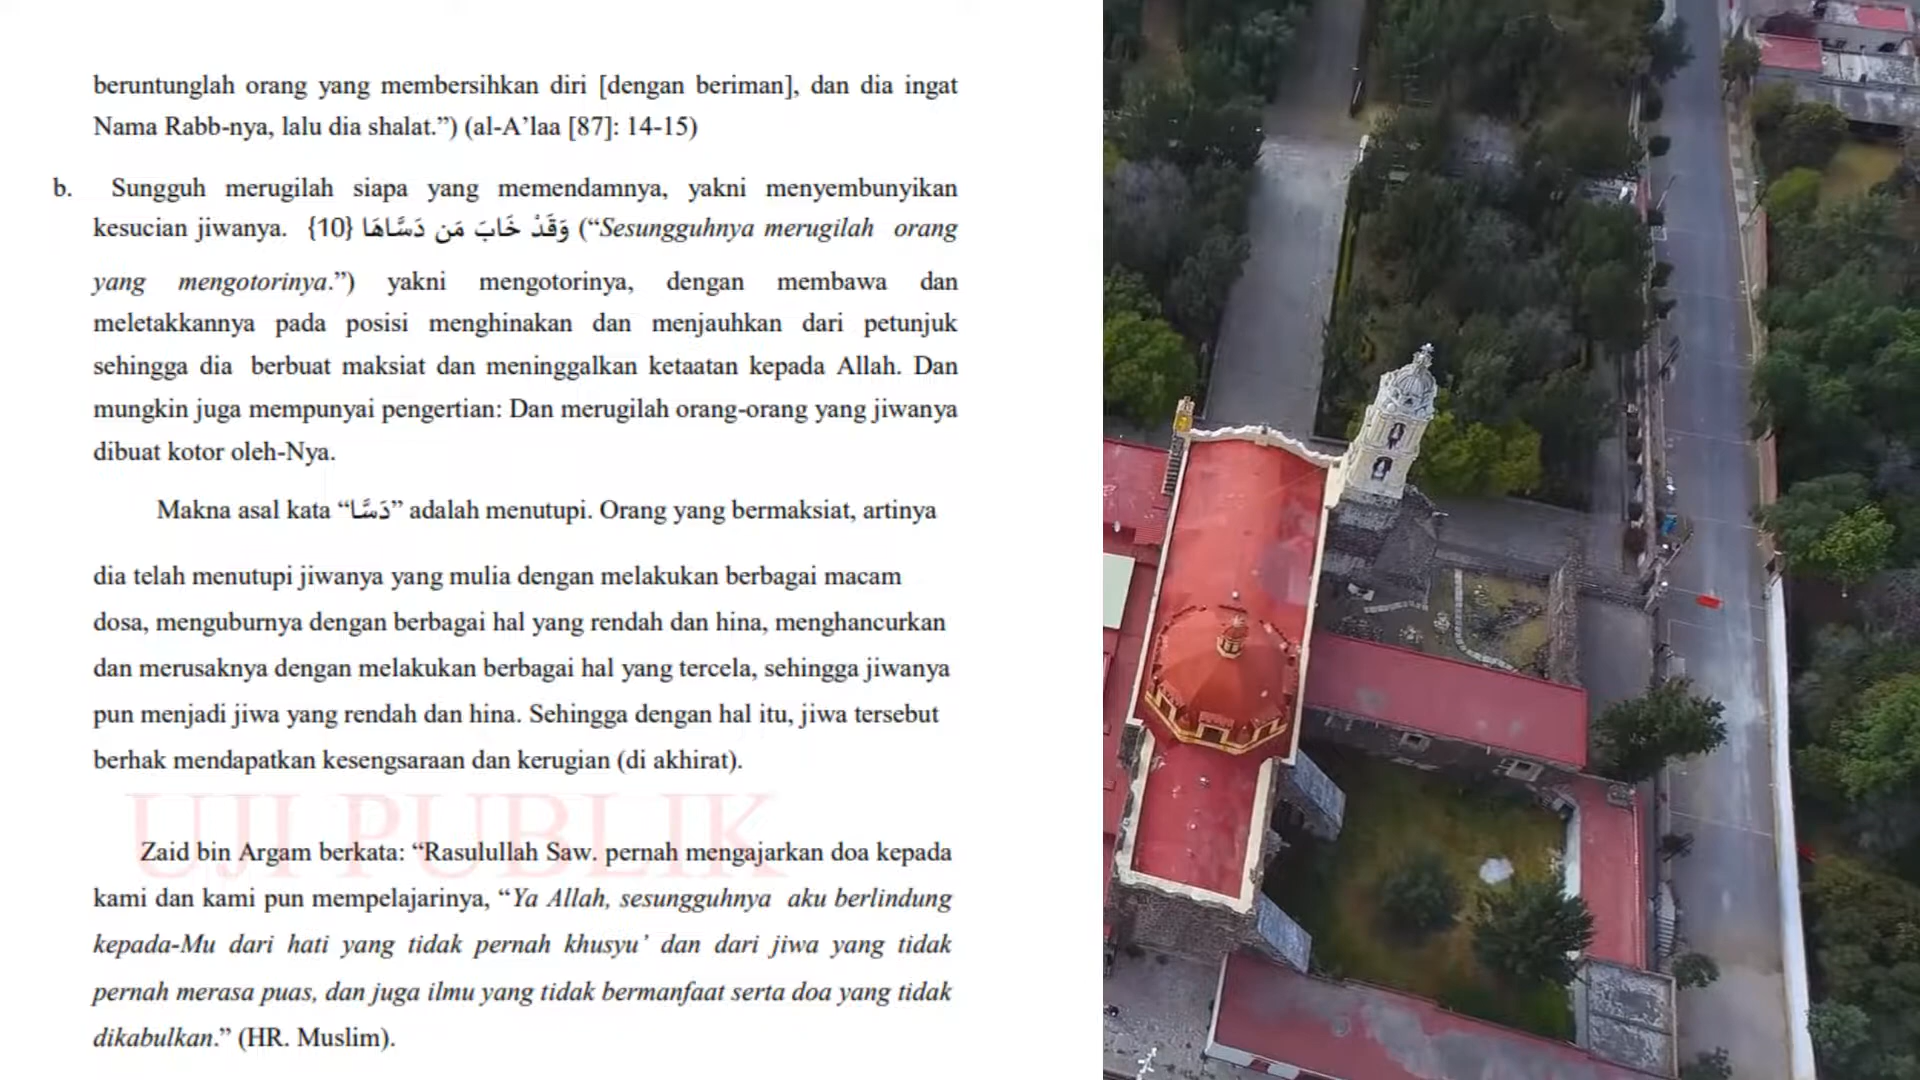 beruntunglah orang yang membersihkan diri [dengan beriman], dan dia ingat
Nama Rabb-nya, lalu dia shalat.”) (al-A’laa [87]: 14-15)
b. Sungguh merugilah siapa yang memendamnya, yakni menyembunyikan
kesucian jiwanya. {10} وَقَدْ خَابَ مَن دَسَّاهَا (“Sesungguhnya merugilah orang
yang mengotorinya.”) yakni mengotorinya, dengan membawa dan
meletakkannya pada posisi menghinakan dan menjauhkan dari petunjuk
sehingga dia berbuat maksiat dan meninggalkan ketaatan kepada Allah. Dan
mungkin juga mempunyai pengertian: Dan merugilah orang-orang yang jiwanya
dibuat kotor oleh-Nya.
Makna asal kata “دَسَّا” adalah menutupi. Orang yang bermaksiat, artinya
dia telah menutupi jiwanya yang mulia dengan melakukan berbagai macam
dosa, menguburnya dengan berbagai hal yang rendah dan hina, menghancurkan
dan merusaknya dengan melakukan berbagai hal yang tercela, sehingga jiwanya
pun menjadi jiwa yang rendah dan hina. Sehingga dengan hal itu, jiwa tersebut
berhak mendapatkan kesengsaraan dan kerugian (di akhirat).
UJI PUBLIK
Zaid bin Argam berkata: “Rasulullah Saw. pernah mengajarkan doa kepada
kami dan kami pun mempelajarinya, “Ya Allah, sesungguhnya aku berlindung
kepada-Mu dari hati yang tidak pernah khusyu’ dan dari jiwa yang tidak
pernah merasa puas, dan juga ilmu yang tidak bermanfaat serta doa yang tidak
dikabulkan.” (HR. Muslim).